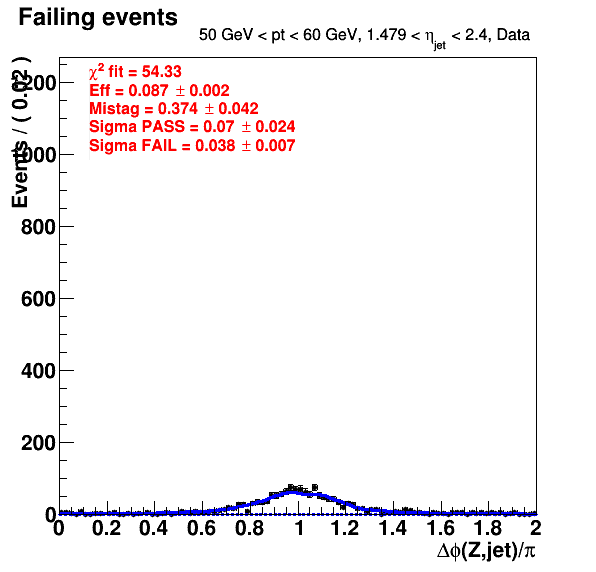 Failing events
50 GeV < pt < 60 GeV, 1.479 < η_jet < 2.4, Data
χ² fit = 54.33
Eff = 0.087 ± 0.002
Mistag = 0.374 ± 0.042
Sigma PASS = 0.07 ± 0.024
Sigma FAIL = 0.038 ± 0.007
Events / ( 0.02 )
1200
1000
800
600
400
200
0
0 0.2 0.4 0.6 0.8 1 1.2 1.4 1.6 1.8 2
Δϕ(Z,jet)/π